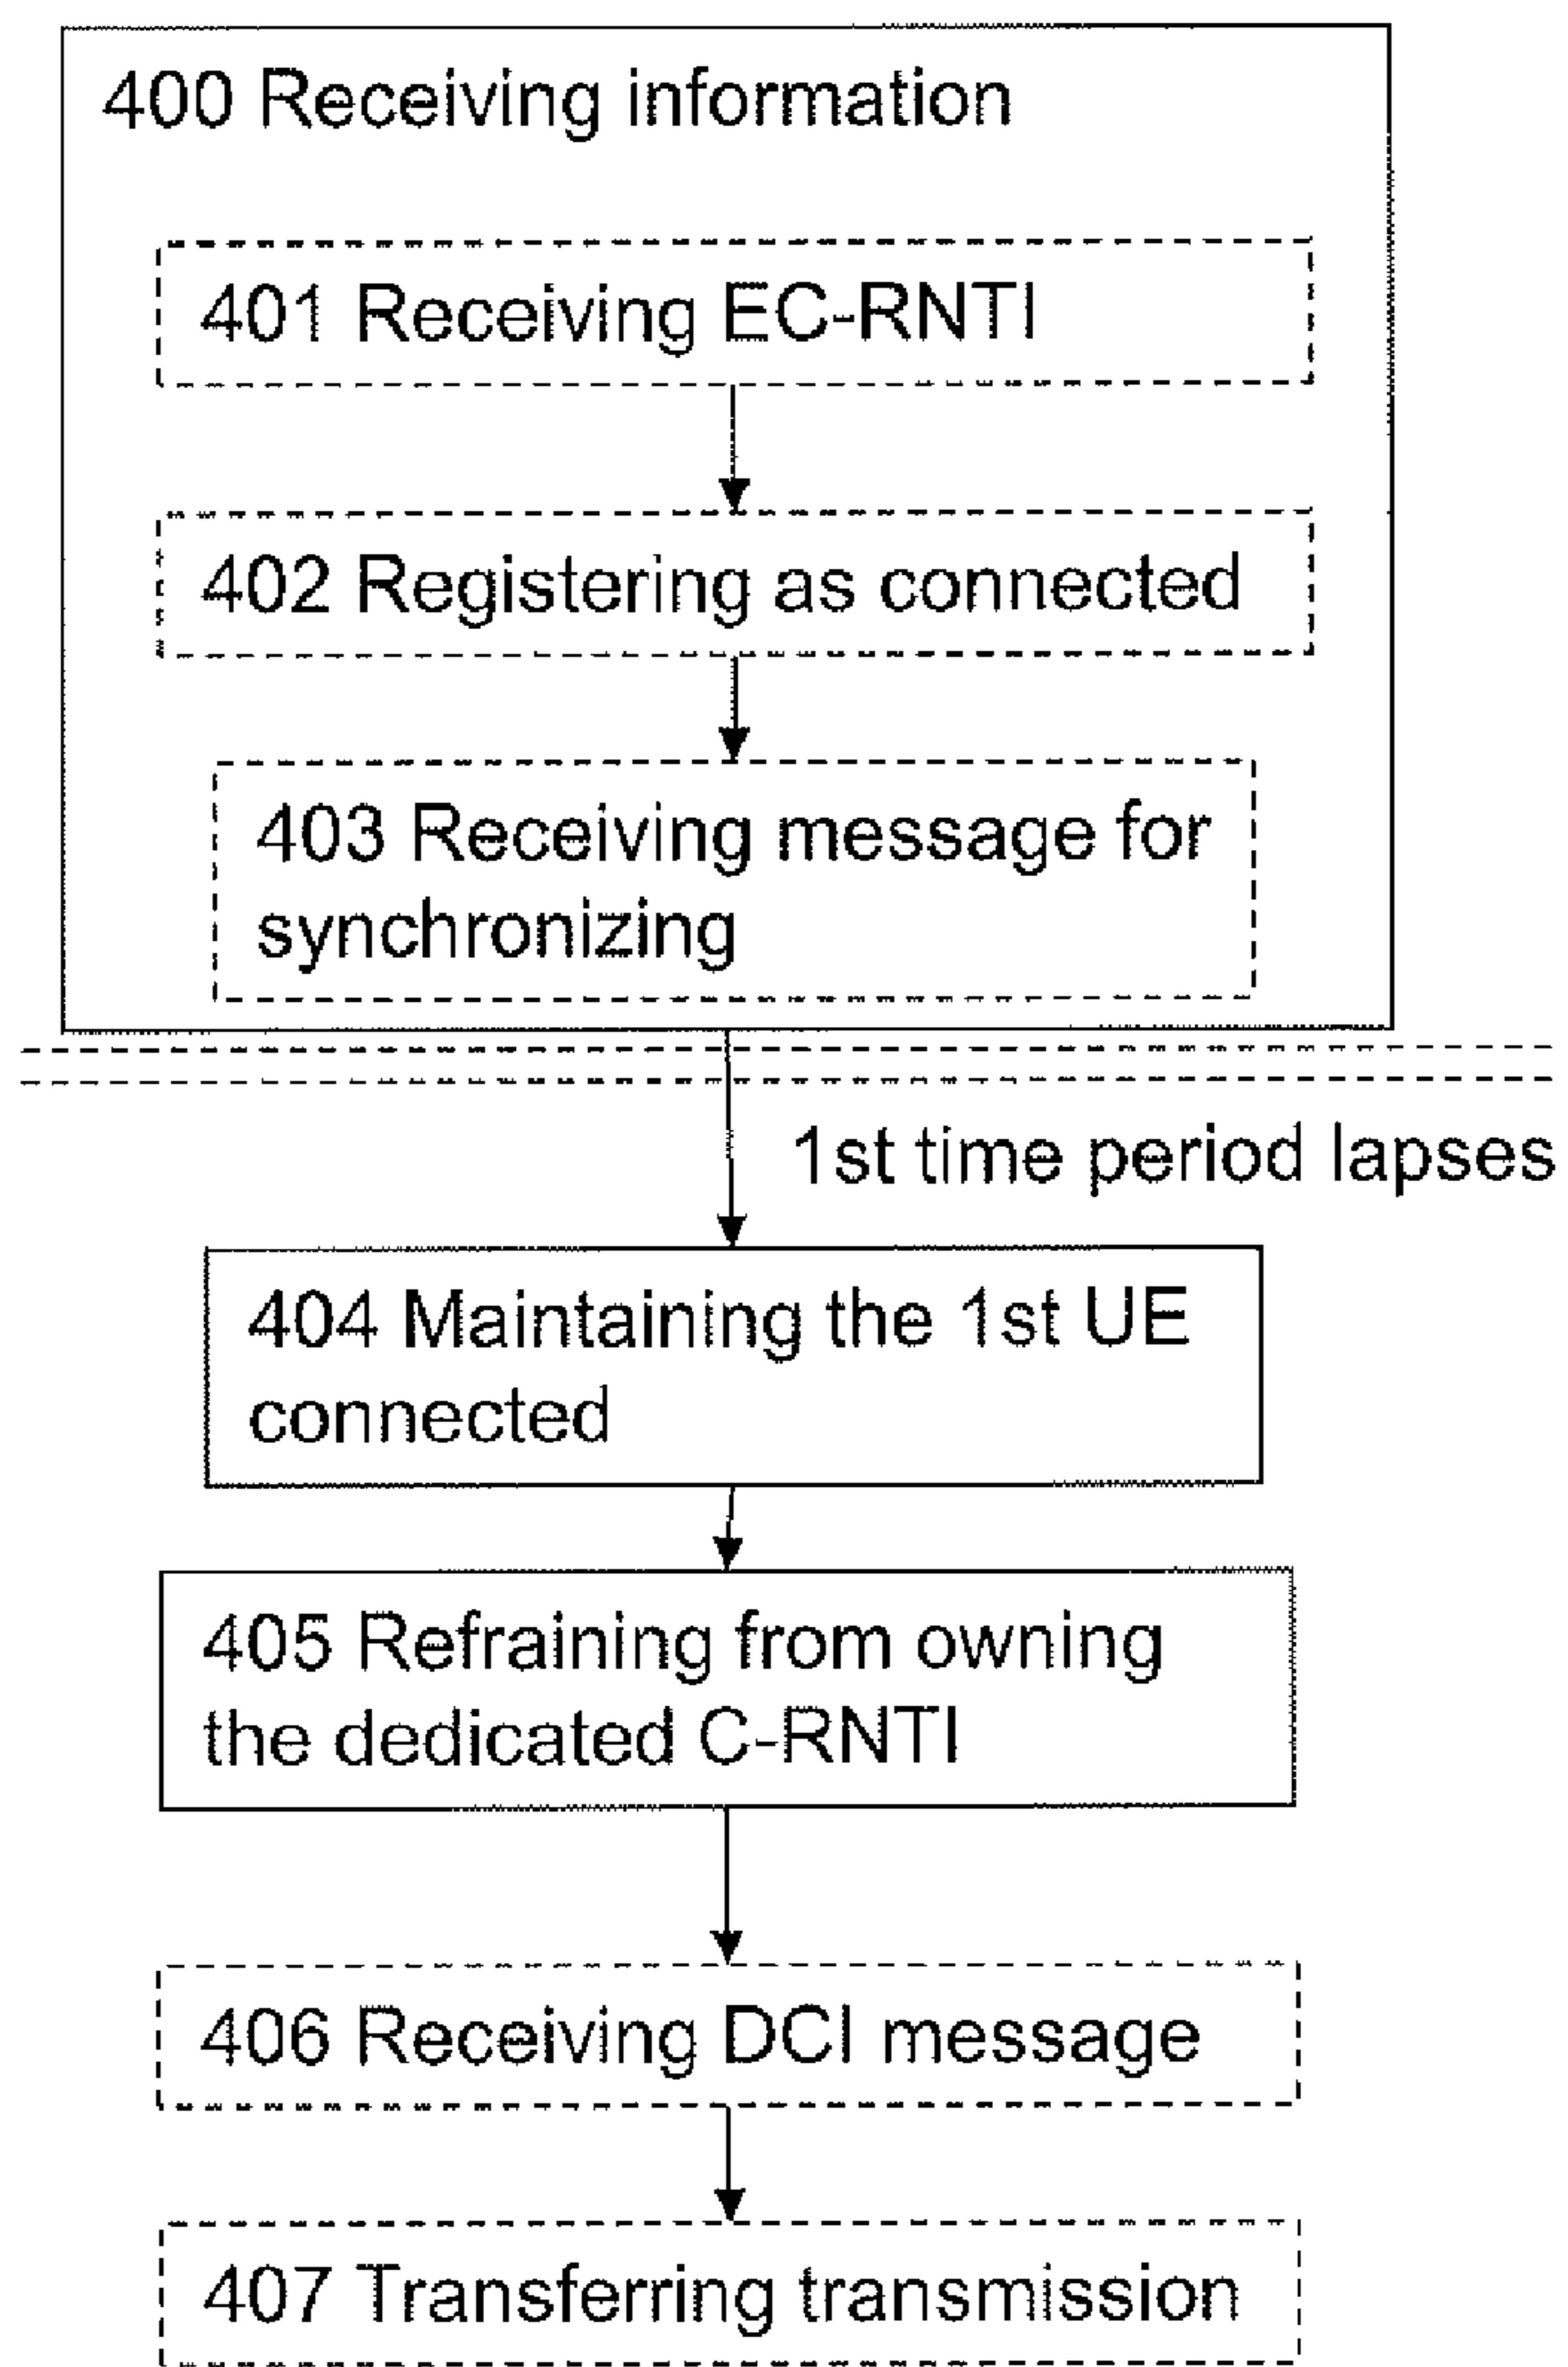 400 Receiving information
401 Receiving EC-RNTI
402 Registering as connected
403 Receiving message for
synchronizing
1st time period lapses
404 Maintaining the 1st UE
connected
405 Refraining from owning
the dedicated C-RNTI
406 Receiving DCI message
407 Transferring transmission